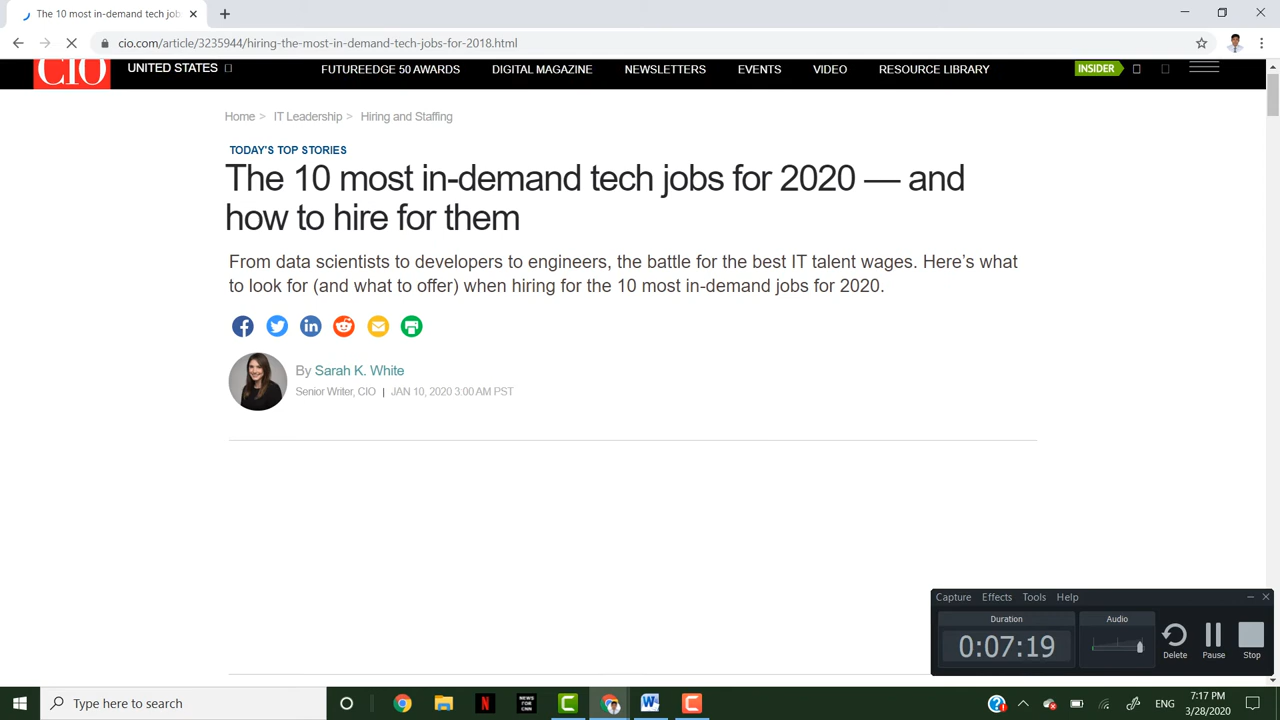 The 10 most in-demand tech job
cio.com/article/3235944/hiring-the-most-in-demand-tech-jobs-for-2018.html
CIO
UNITED STATES
FUTUREEDGE 50 AWARDS
DIGITAL MAGAZINE
NEWSLETTERS
EVENTS
VIDEO
RESOURCE LIBRARY
INSIDER
Home > IT Leadership > Hiring and Staffing
TODAY'S TOP STORIES
The 10 most in-demand tech jobs for 2020 — and
how to hire for them
From data scientists to developers to engineers, the battle for the best IT talent wages. Here’s what
to look for (and what to offer) when hiring for the 10 most in-demand jobs for 2020.
By Sarah K. White
Senior Writer, CIO | JAN 10, 2020 3:00 AM PST
Capture Effects Tools Help
Duration
Audio
0:07:19
Delete
Pause
Stop
Type here to search
NEWS FOR CNN
ENG
7:17 PM
3/28/2020